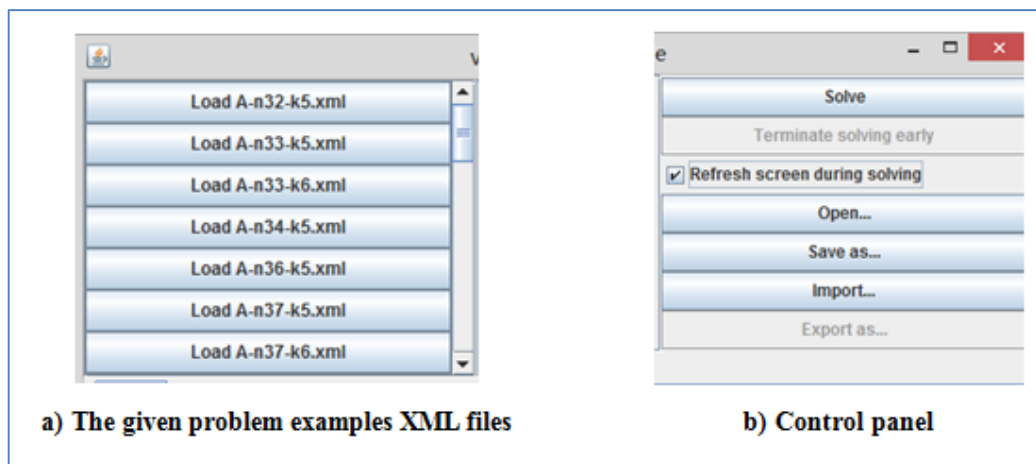 Load A-n32-k5.xml
Load A-n33-k5.xml
Load A-n33-k6.xml
Load A-n34-k5.xml
Load A-n36-k5.xml
Load A-n37-k5.xml
Load A-n37-k6.xml
a) The given problem examples XML files
e
Solve
Terminate solving early
Refresh screen during solving
Open...
Save as...
Import...
Export as...
b) Control panel